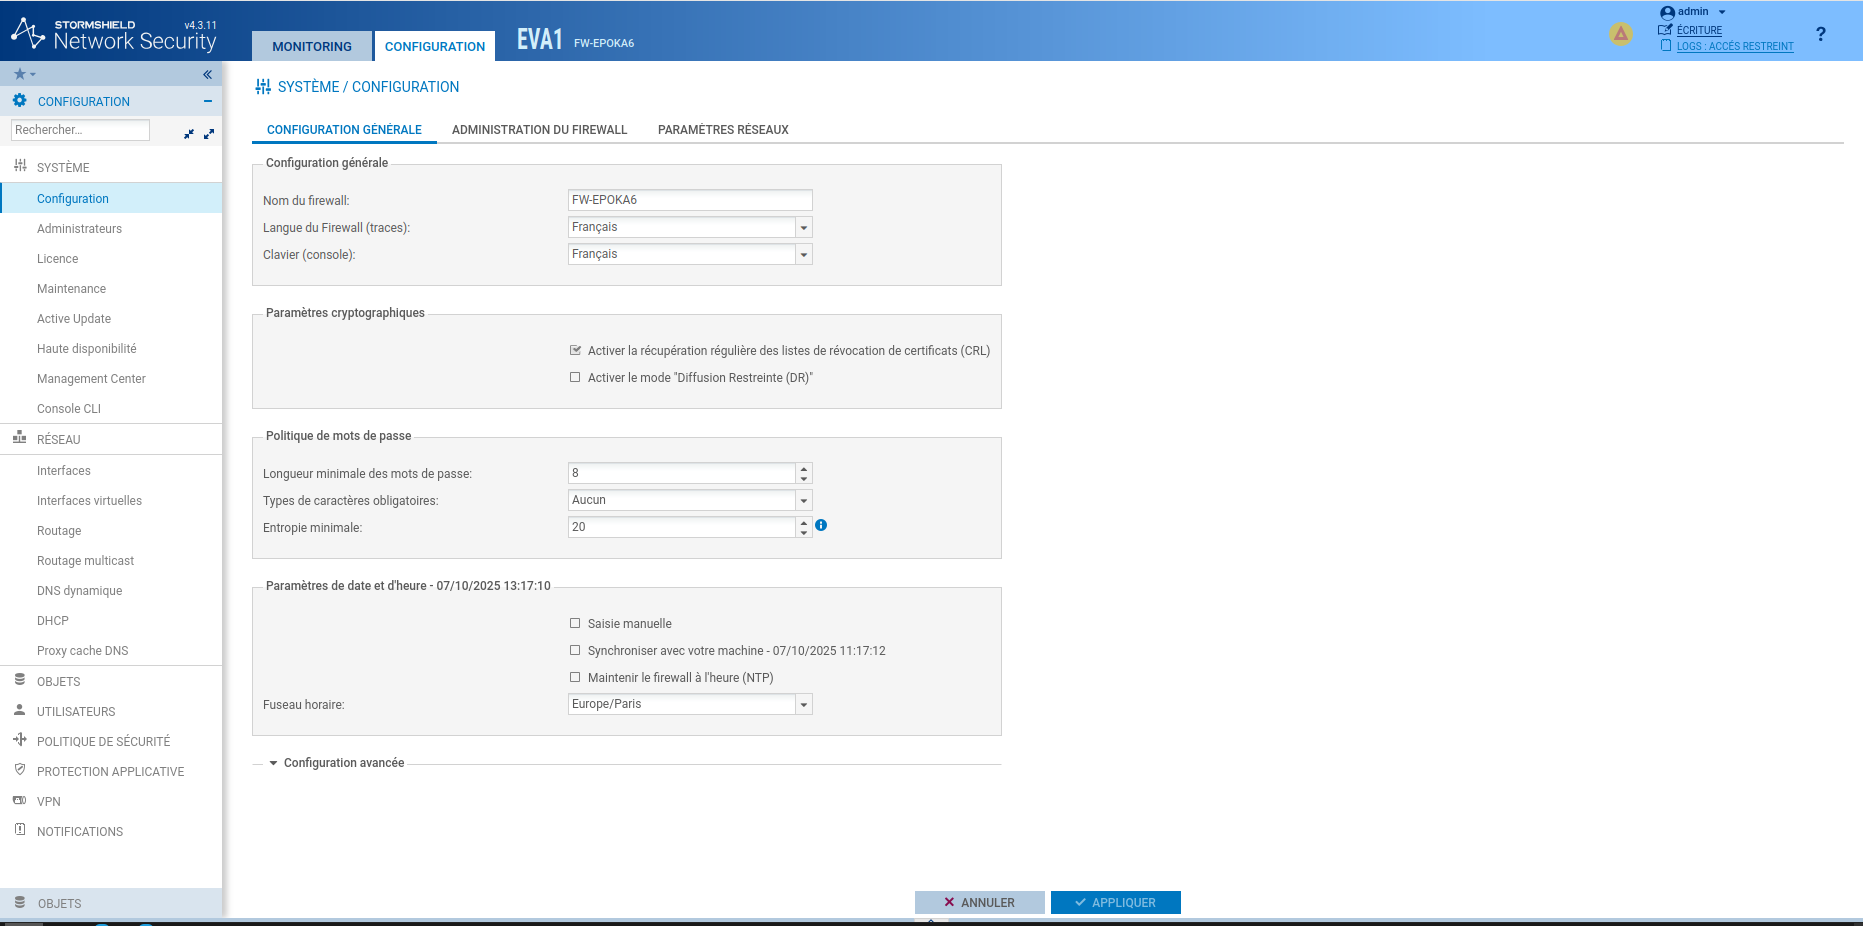 STORMSHIELD
v4.3.11
Network Security
MONITORING
CONFIGURATION
EVA1
FW-EPOKA6
admin
ÉCRITURE
LOGS : ACCÈS RESTREINT
?
CONFIGURATION
Rechercher...
SYSTÈME
Configuration
Administrateurs
Licence
Maintenance
Active Update
Haute disponibilité
Management Center
Console CLI
RÉSEAU
Interfaces
Interfaces virtuelles
Routage
Routage multicast
DNS dynamique
DHCP
Proxy cache DNS
OBJETS
UTILISATEURS
POLITIQUE DE SÉCURITÉ
PROTECTION APPLICATIVE
VPN
NOTIFICATIONS
OBJETS
SYSTÈME / CONFIGURATION
CONFIGURATION GÉNÉRALE
ADMINISTRATION DU FIREWALL
PARAMÈTRES RÉSEAUX
Configuration générale
Nom du firewall: FW-EPOKA6
Langue du Firewall (traces): Français
Clavier (console): Français
Paramètres cryptographiques
Activer la récupération régulière des listes de révocation de certificats (CRL)
Activer le mode "Diffusion Restreinte (DR)"
Politique de mots de passe
Longueur minimale des mots de passe: 8
Types de caractères obligatoires: Aucun
Entropie minimale: 20
Paramètres de date et d'heure - 07/10/2025 13:17:10
Saisie manuelle
Synchroniser avec votre machine - 07/10/2025 11:17:12
Maintenir le firewall à l'heure (NTP)
Fuseau horaire: Europe/Paris
Configuration avancée
ANNULER
APPLIQUER